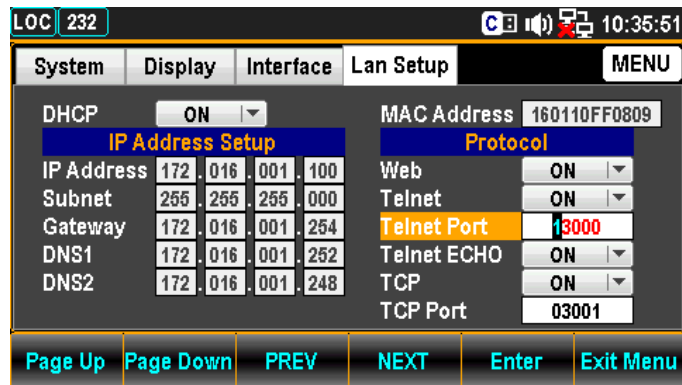 LOC 232 C 10:35:51
System Display Interface Lan Setup MENU
DHCP ON
IP Address Setup
IP Address 172 . 016 . 001 . 100
Subnet 255 . 255 . 255 . 000
Gateway 172 . 016 . 001 . 254
DNS1 172 . 016 . 001 . 252
DNS2 172 . 016 . 001 . 248
MAC Address 160110FF0809
Protocol
Web ON
Telnet ON
Telnet Port 13000
Telnet ECHO ON
TCP ON
TCP Port 03001
Page Up Page Down PREV NEXT Enter Exit Menu